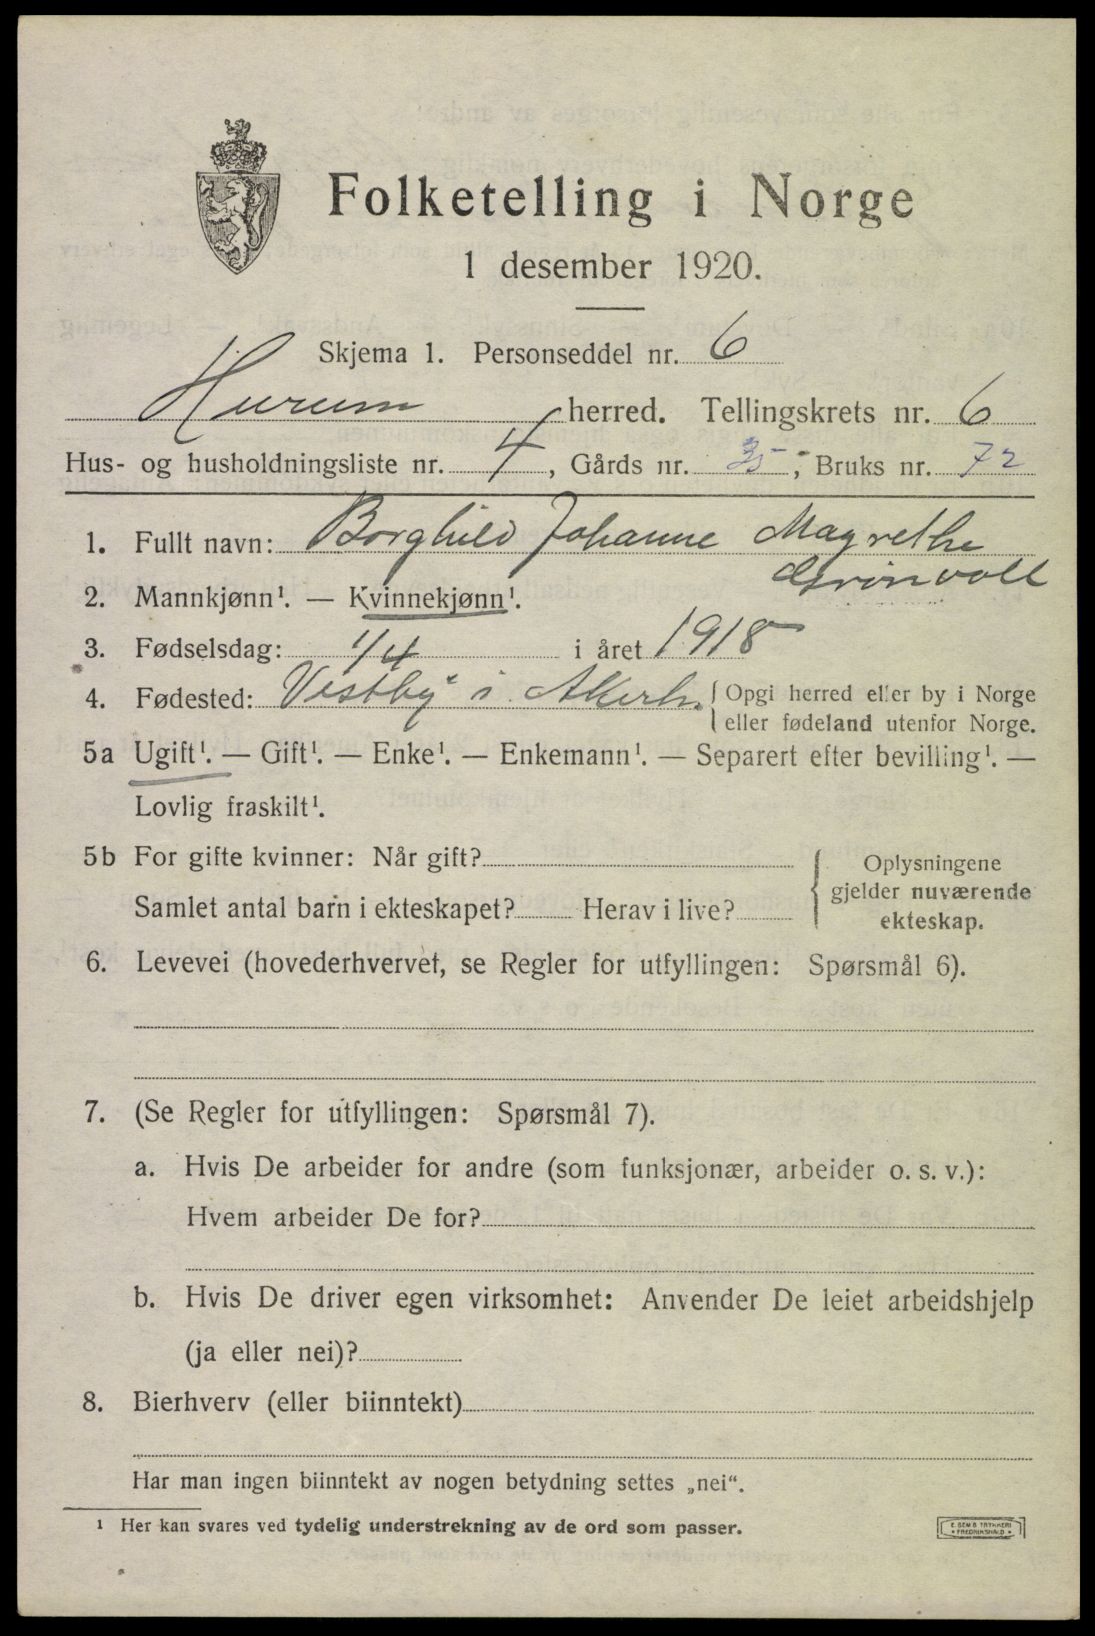 Folketelling i Norge
1 desember 1920.
Skjema 1. Personseddel nr. 6
Hurum herred. Tellingskrets nr. 6
Hus- og husholdningsliste nr. 4, Gårds nr. 35, Bruks nr. 72
1. Fullt navn: Borghild Johanne Magrethe
Grinvoll
2. Mannkjønn¹. — Kvinnekjønn¹.
3. Fødselsdag: 1/4 i året 1918
4. Fødested: Vestby i Akersh. { Opgi herred eller by i Norge
eller fødeland utenfor Norge.
5a Ugift¹. — Gift¹. — Enke¹. — Enkemann¹. — Separert efter bevilling¹. —
Lovlig fraskilt¹.
5b For gifte kvinner: Når gift? { Oplysningene
gjelder nuværende
Samlet antal barn i ekteskapet? Herav i live? ekteskap.
6. Levevei (hovederhvervet, se Regler for utfyllingen: Spørsmål 6).
7. (Se Regler for utfyllingen: Spørsmål 7).
a. Hvis De arbeider for andre (som funksjonær, arbeider o. s. v.):
Hvem arbeider De for?
b. Hvis De driver egen virksomhet: Anvender De leiet arbeidshjelp
(ja eller nei)?
8. Bierhverv (eller biinntekt)
Har man ingen biinntekt av nogen betydning settes „nei“.
¹ Her kan svares ved tydelig understrekning av de ord som passer.
E. SEM'S TRYKKERI
• FREDRIKSHALD •